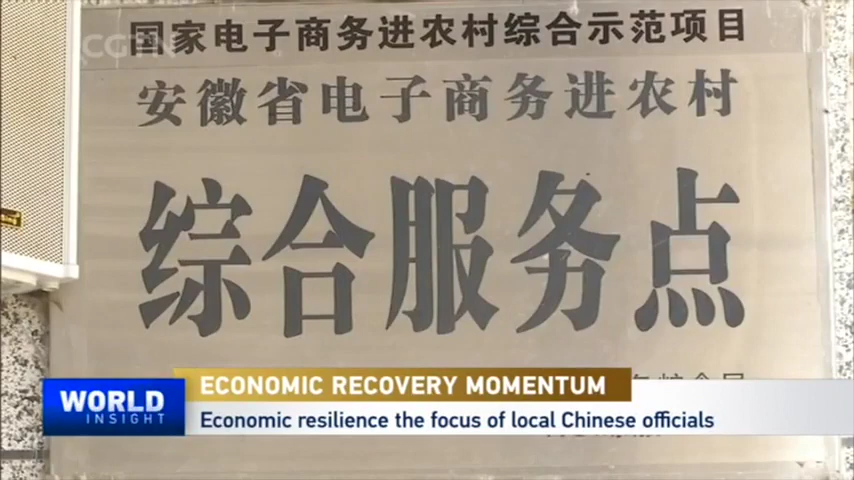 CGTN
国家电子商务进农村综合示范项目
安徽省电子商务进农村
综合服务点
ECONOMIC RECOVERY MOMENTUM
WORLD
INSIGHT
Economic resilience the focus of local Chinese officials